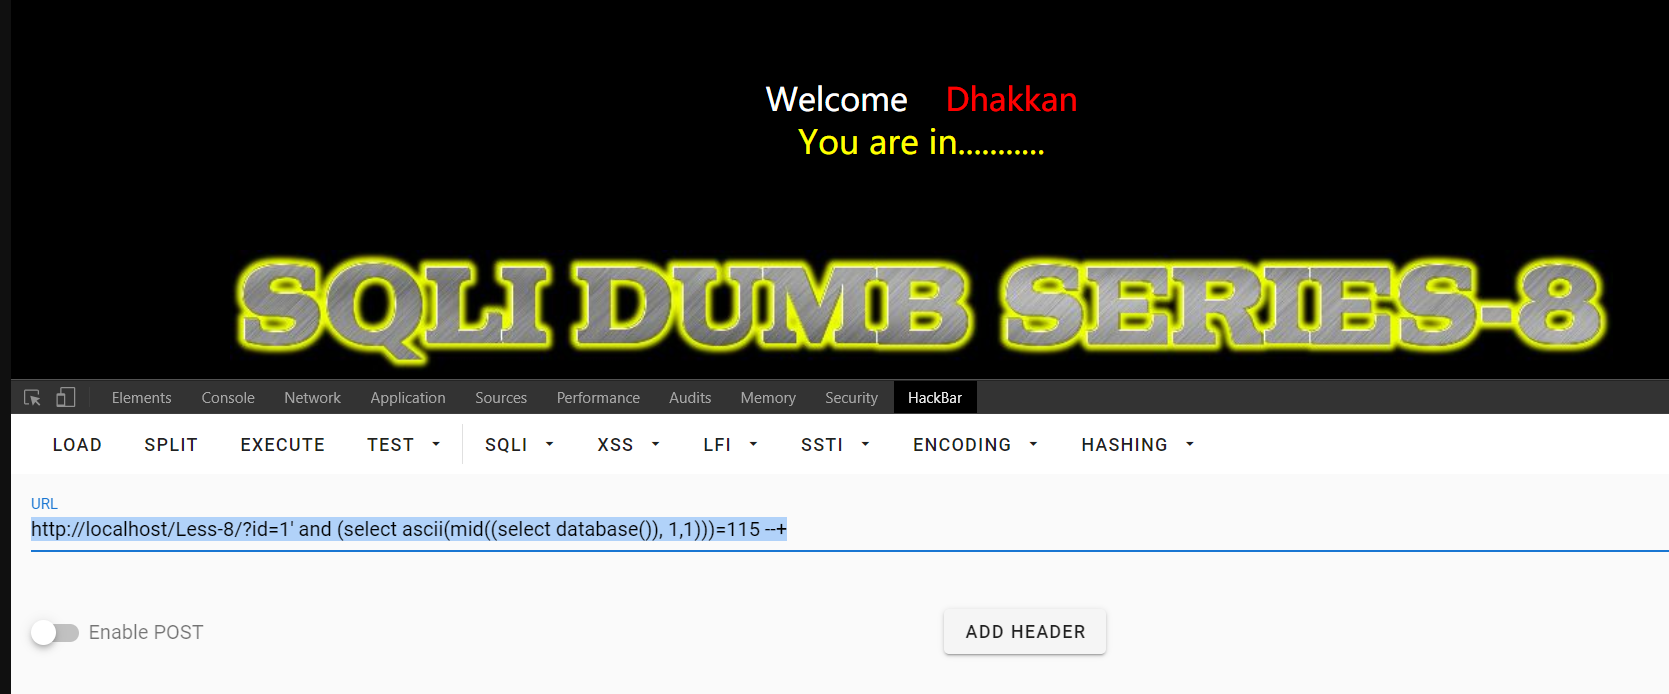 Welcome Dhakkan
You are in...........
SQLI DUMB SERIES-8
Elements Console Network Application Sources Performance Audits Memory Security HackBar
LOAD SPLIT EXECUTE TEST SQLI XSS LFI SSTI ENCODING HASHING
URL
http://localhost/Less-8/?id=1' and (select ascii(mid((select database()), 1,1)))=115 --+
Enable POST ADD HEADER